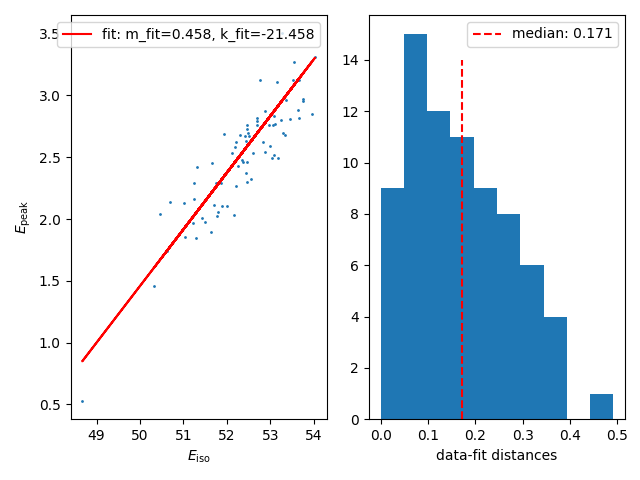 fit: m_fit=0.458, k_fit=-21.458
3.5
3.0
2.5
2.0
1.5
1.0
0.5
E_peak
49 50 51 52 53 54
E_iso
median: 0.171
14
12
10
8
6
4
2
0
0.0 0.1 0.2 0.3 0.4 0.5
data-fit distances